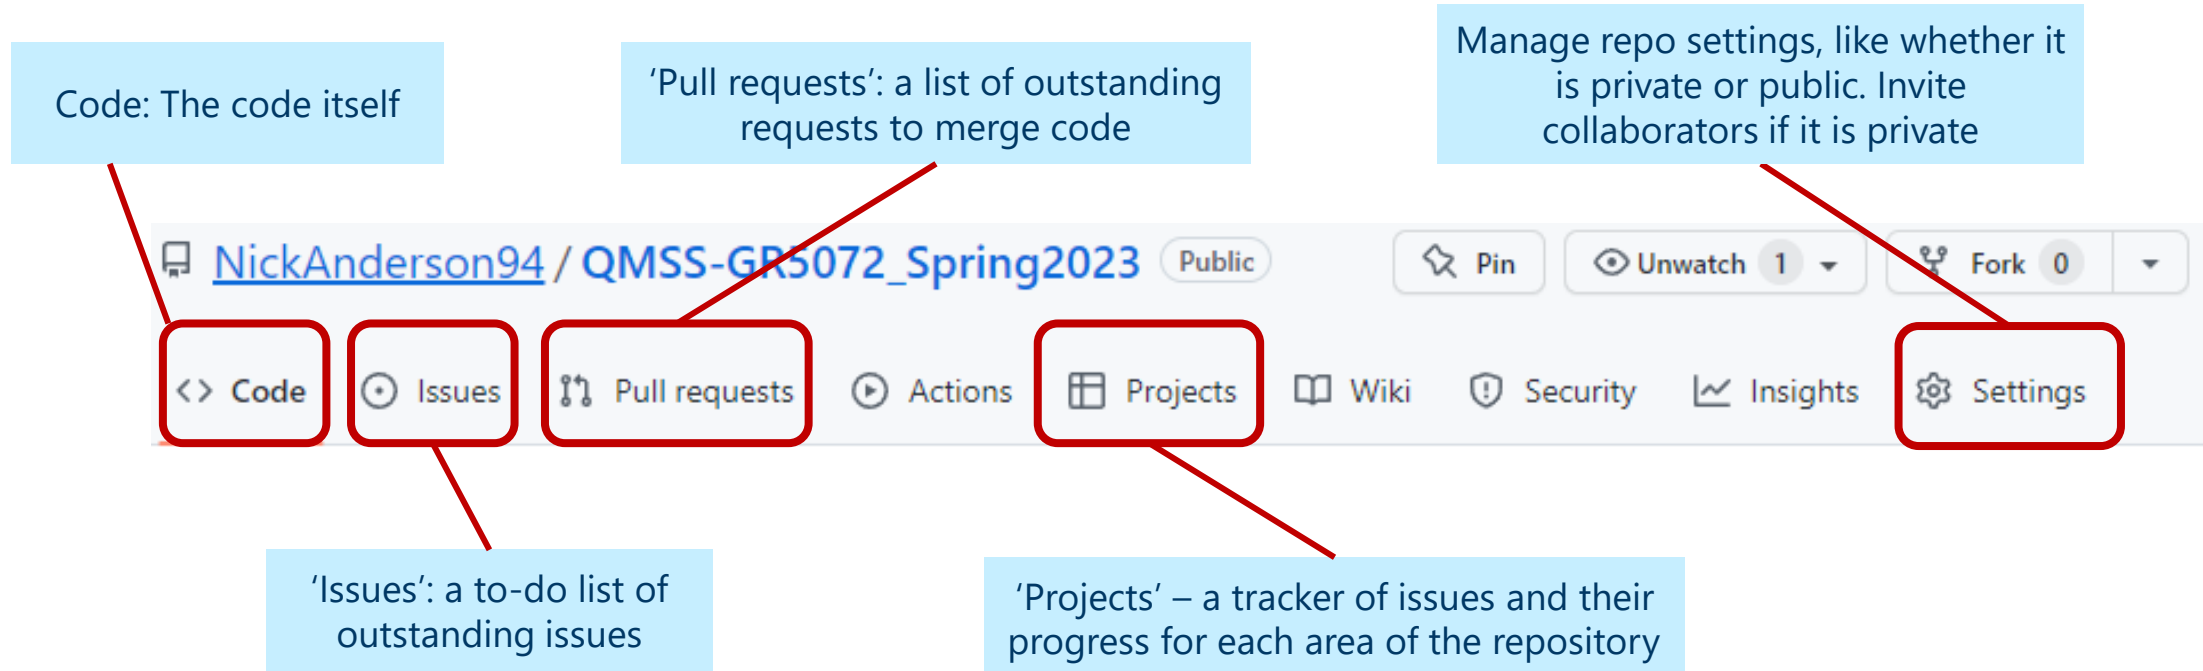 Code: The code itself
‘Pull requests’: a list of outstanding
requests to merge code
Manage repo settings, like whether it
is private or public. Invite
collaborators if it is private
NickAnderson94 / QMSS-GR5072_Spring2023 Public Pin Unwatch 1 Fork 0
<> Code Issues Pull requests Actions Projects Wiki Security Insights Settings
‘Issues’: a to-do list of
outstanding issues
‘Projects’ – a tracker of issues and their
progress for each area of the repository